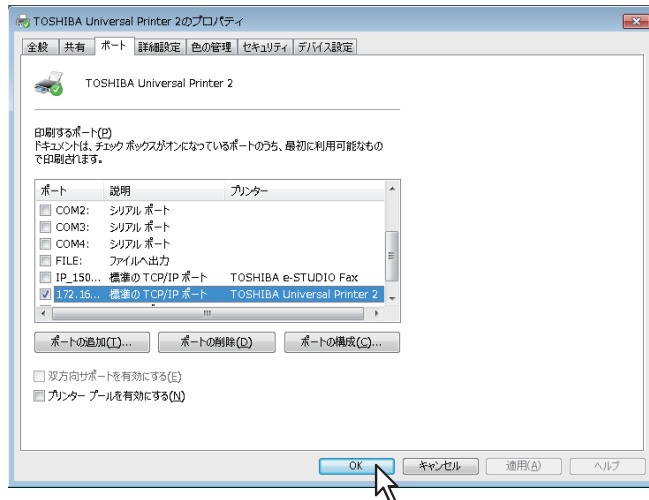 TOSHIBA Universal Printer 2のプロパティ
全般 共有 ポート 詳細設定 色の管理 セキュリティ デバイス設定
TOSHIBA Universal Printer 2
印刷するポート(P)
ドキュメントは、チェック ボックスがオンになっているポートのうち、最初に利用可能なもの
で印刷されます。
ポート 説明 プリンター
COM2: シリアル ポート
COM3: シリアル ポート
COM4: シリアル ポート
FILE: ファイルへ出力
IP_150... 標準の TCP/IP ポート TOSHIBA e-STUDIO Fax
172.16... 標準の TCP/IP ポート TOSHIBA Universal Printer 2
ポートの追加(T)... ポートの削除(D) ポートの構成(C)...
双方向サポートを有効にする(E)
プリンター プールを有効にする(N)
OK キャンセル 適用(A) ヘルプ